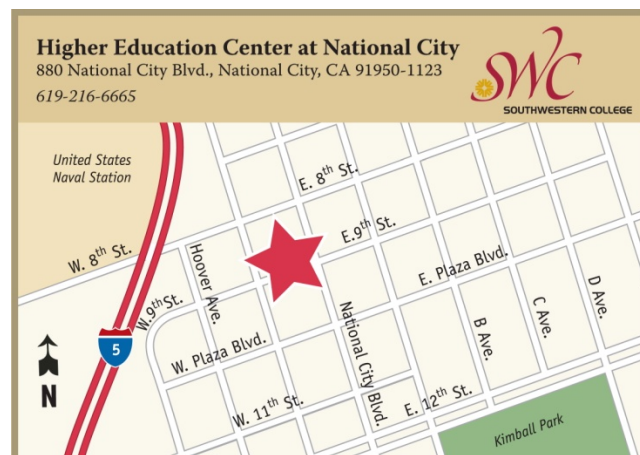 Higher Education Center at National City
880 National City Blvd., National City, CA 91950-1123
619-216-6665
SWC
SOUTHWESTERN COLLEGE
United States
Naval Station
E. 8th St.
E.9th St.
W. 8th St.
Hoover Ave.
E. Plaza Blvd.
W.9thSt.
D Ave.
C Ave.
B Ave.
National City Blvd.
5
W. Plaza Blvd.
N
W. 11th St.
E. 12th St.
Kimball Park